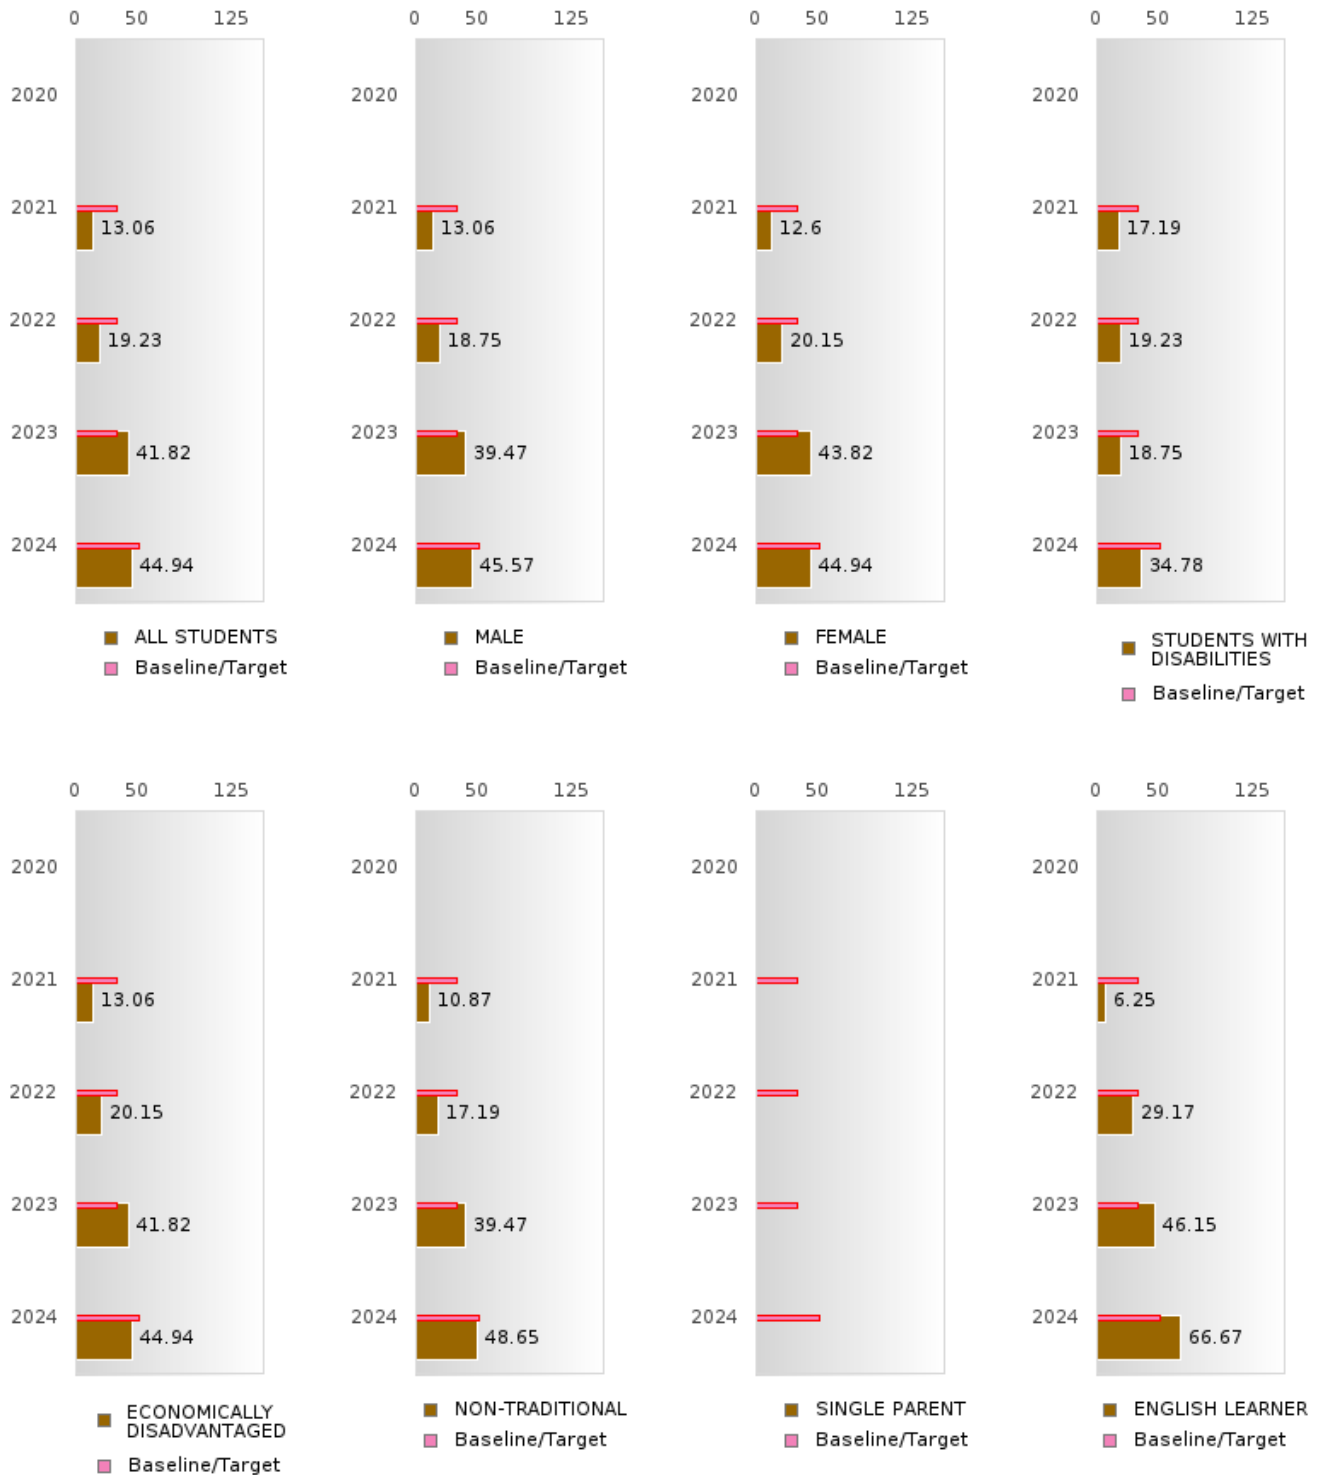 0 50 125
2020
2021
13.06
2022
19.23
2023
41.82
2024
44.94
ALL STUDENTS
Baseline/Target
0 50 125
2020
2021
13.06
2022
18.75
2023
39.47
2024
45.57
MALE
Baseline/Target
0 50 125
2020
2021
12.6
2022
20.15
2023
43.82
2024
44.94
FEMALE
Baseline/Target
0 50 125
2020
2021
17.19
2022
19.23
2023
18.75
2024
34.78
STUDENTS WITH
DISABILITIES
Baseline/Target
0 50 125
2020
2021
13.06
2022
20.15
2023
41.82
2024
44.94
ECONOMICALLY
DISADVANTAGED
Baseline/Target
0 50 125
2020
2021
10.87
2022
17.19
2023
39.47
2024
48.65
NON-TRADITIONAL
Baseline/Target
0 50 125
2020
2021
2022
2023
2024
SINGLE PARENT
Baseline/Target
0 50 125
2020
2021
6.25
2022
29.17
2023
46.15
2024
66.67
ENGLISH LEARNER
Baseline/Target